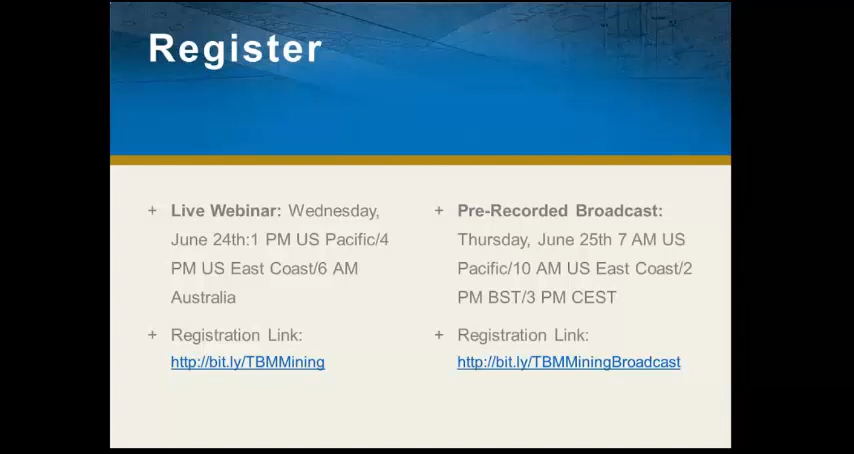 Register
+ Live Webinar: Wednesday,
June 24th:1 PM US Pacific/4
PM US East Coast/6 AM
Australia
+ Registration Link:
http://bit.ly/TBMMining
+ Pre-Recorded Broadcast:
Thursday, June 25th 7 AM US
Pacific/10 AM US East Coast/2
PM BST/3 PM CEST
+ Registration Link:
http://bit.ly/TBMMiningBroadcast